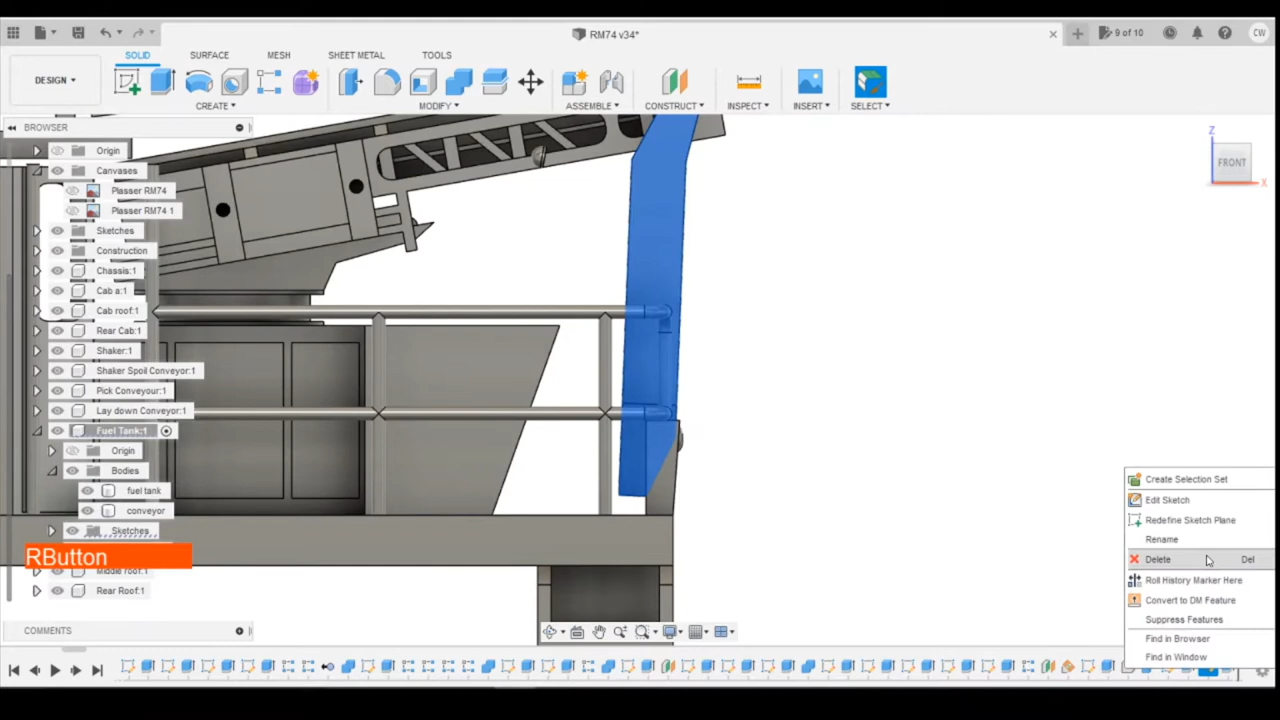 RM74 v34*
9 of 10
CW
DESIGN
SOLID
SURFACE
MESH
SHEET METAL
TOOLS
CREATE
MODIFY
ASSEMBLE
CONSTRUCT
INSPECT
INSERT
SELECT
BROWSER
Origin
Canvases
Plasser RM74
Plasser RM74 1
Sketches
Construction
Chassis:1
Cab a:1
Cab roof:1
Rear Cab:1
Shaker:1
Shaker Spoil Conveyor:1
Pick Conveyour:1
Lay down Conveyor:1
Fuel Tank:1
Origin
Bodies
fuel tank
conveyor
Sketches
RButton
Middle roof:1
Rear Roof:1
COMMENTS
Z
FRONT
X
Create Selection Set
Edit Sketch
Redefine Sketch Plane
Rename
Delete Del
Roll History Marker Here
Convert to DM Feature
Suppress Features
Find in Browser
Find in Window